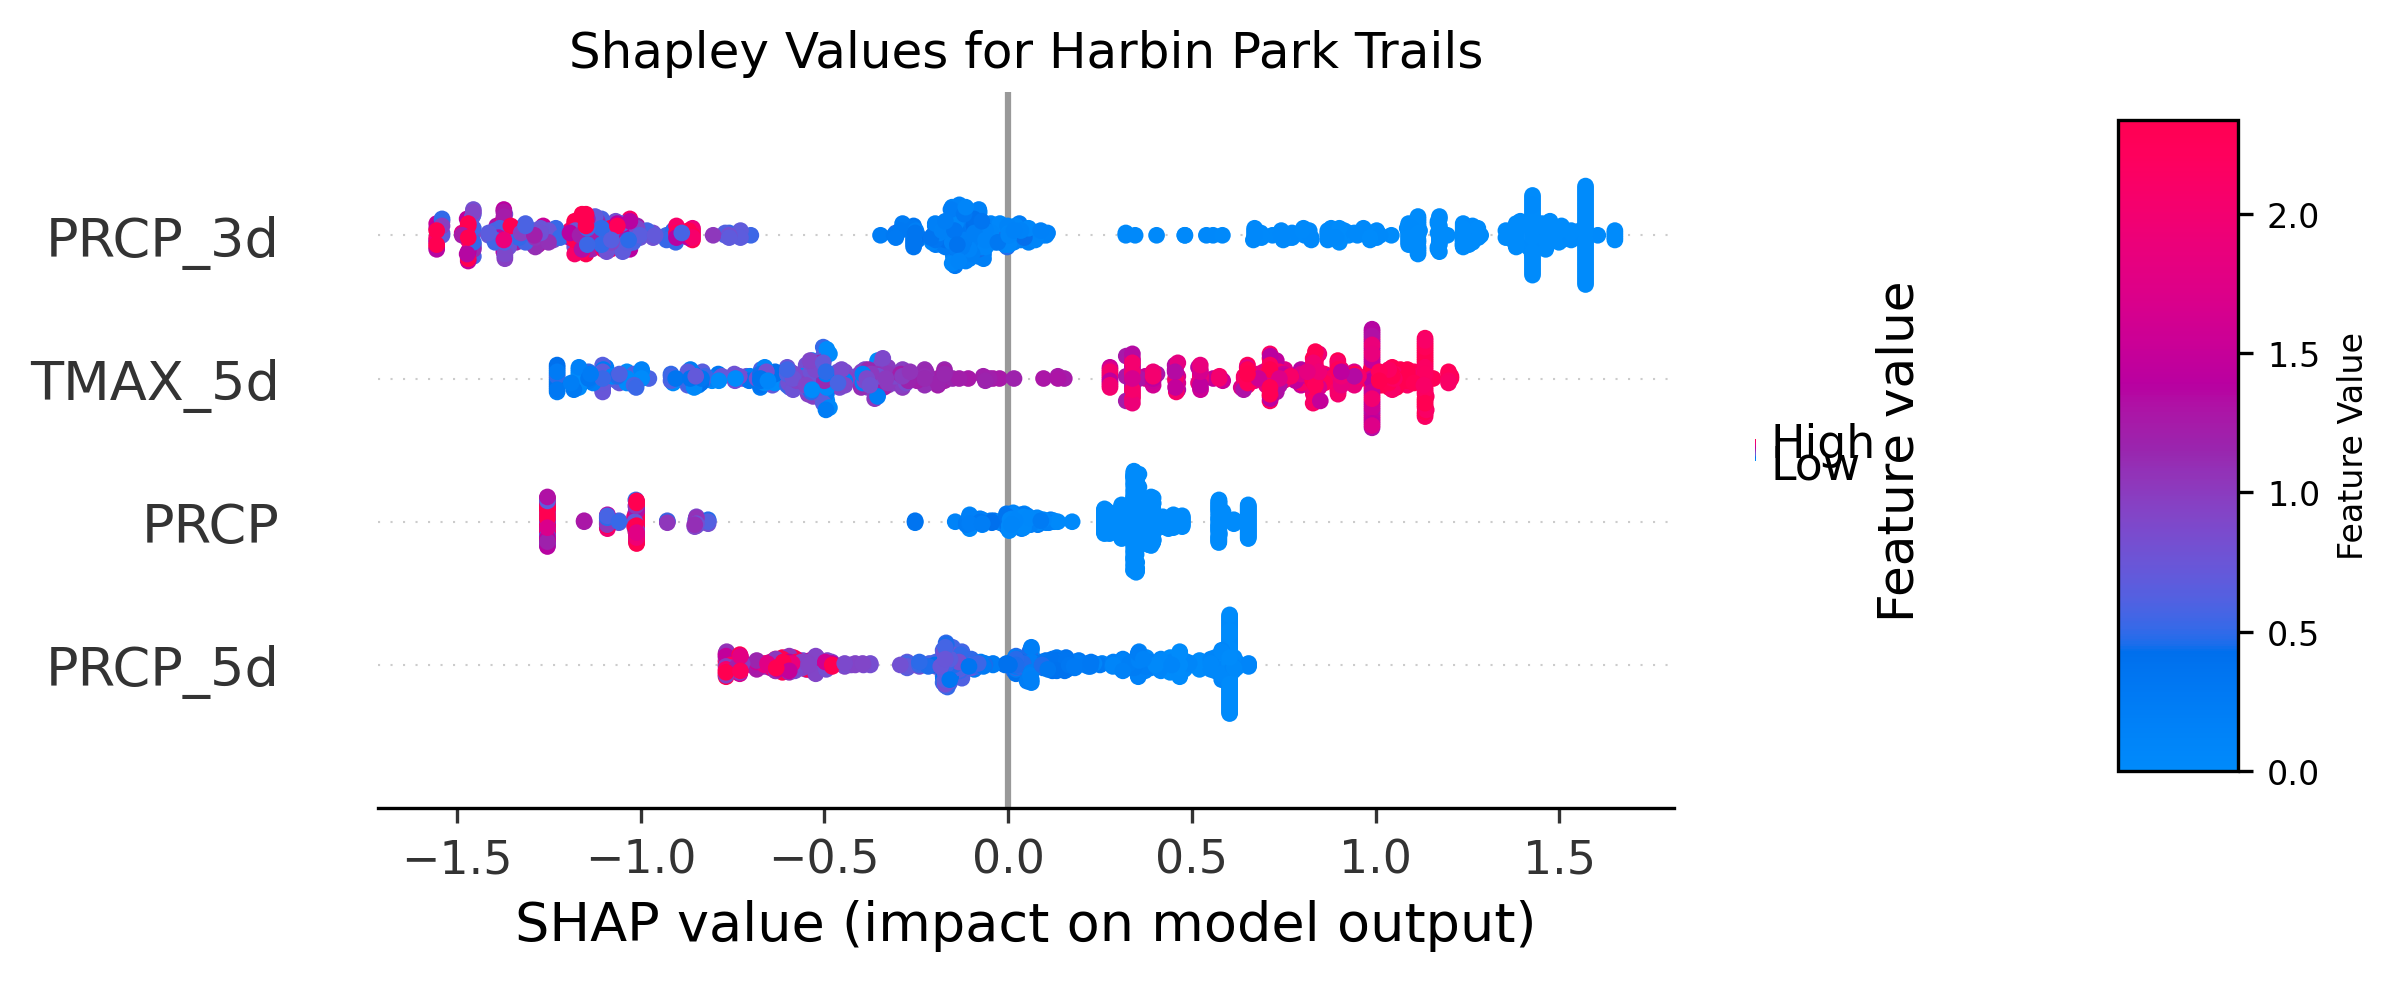 Shapley Values for Harbin Park Trails
PRCP_3d
TMAX_5d
PRCP
PRCP_5d
−1.5 −1.0 −0.5 0.0 0.5 1.0 1.5
SHAP value (impact on model output)
High
Low
Feature value
2.0
1.5
1.0
0.5
0.0
Feature Value